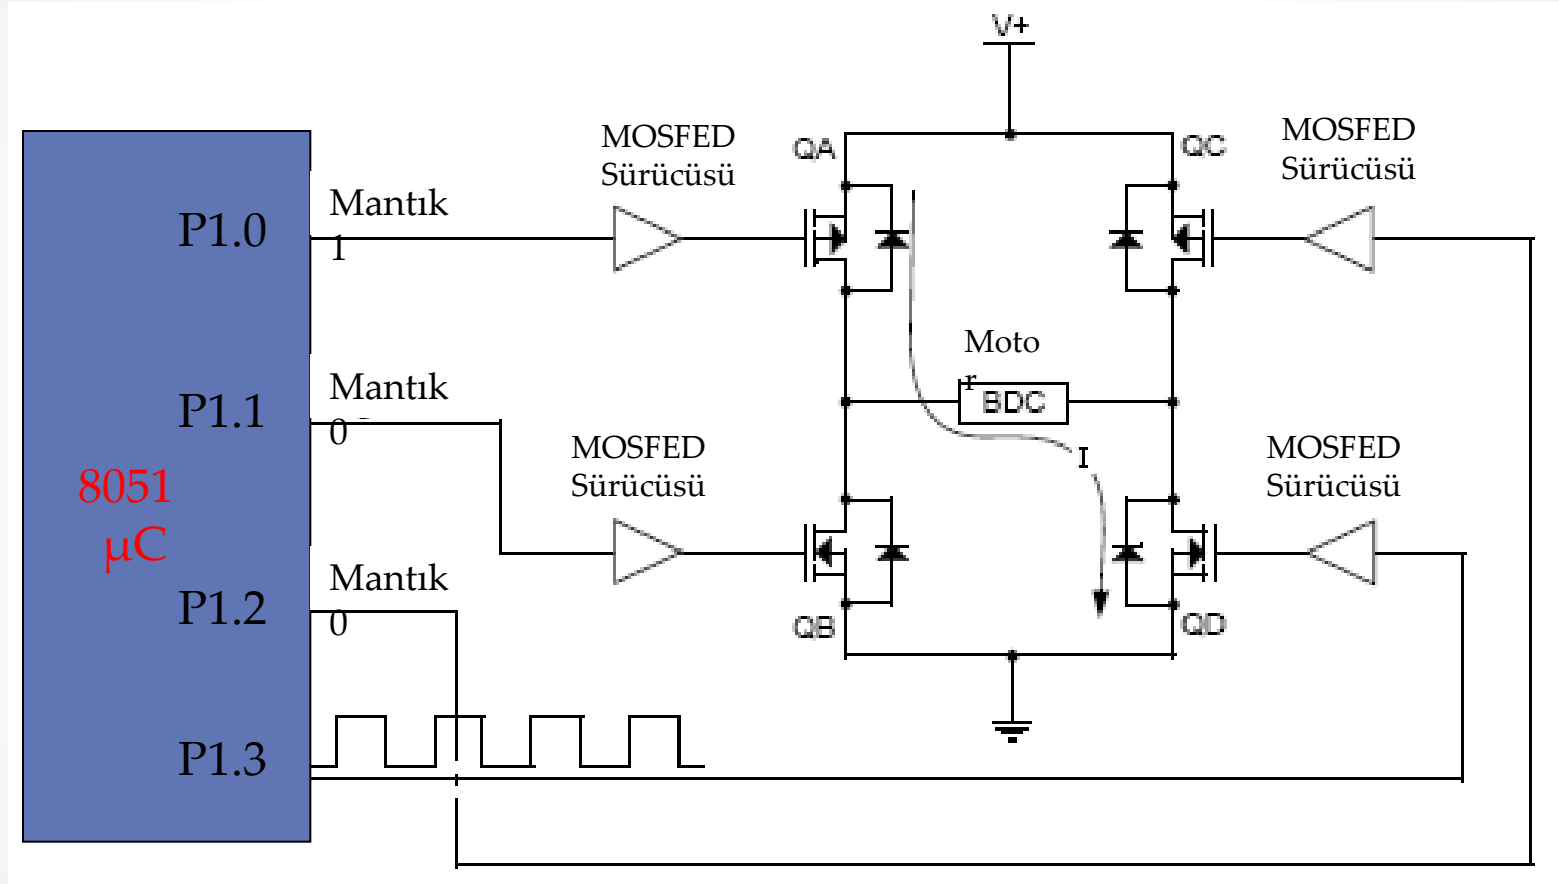 V+
MOSFED
Sürücüsü
QA
QC
MOSFED
Sürücüsü
P1.0
Mantık
1
Moto
r
BDC
P1.1
Mantık
0
MOSFED
Sürücüsü
I
MOSFED
Sürücüsü
8051
µC
P1.2
Mantık
0
QB
QD
P1.3